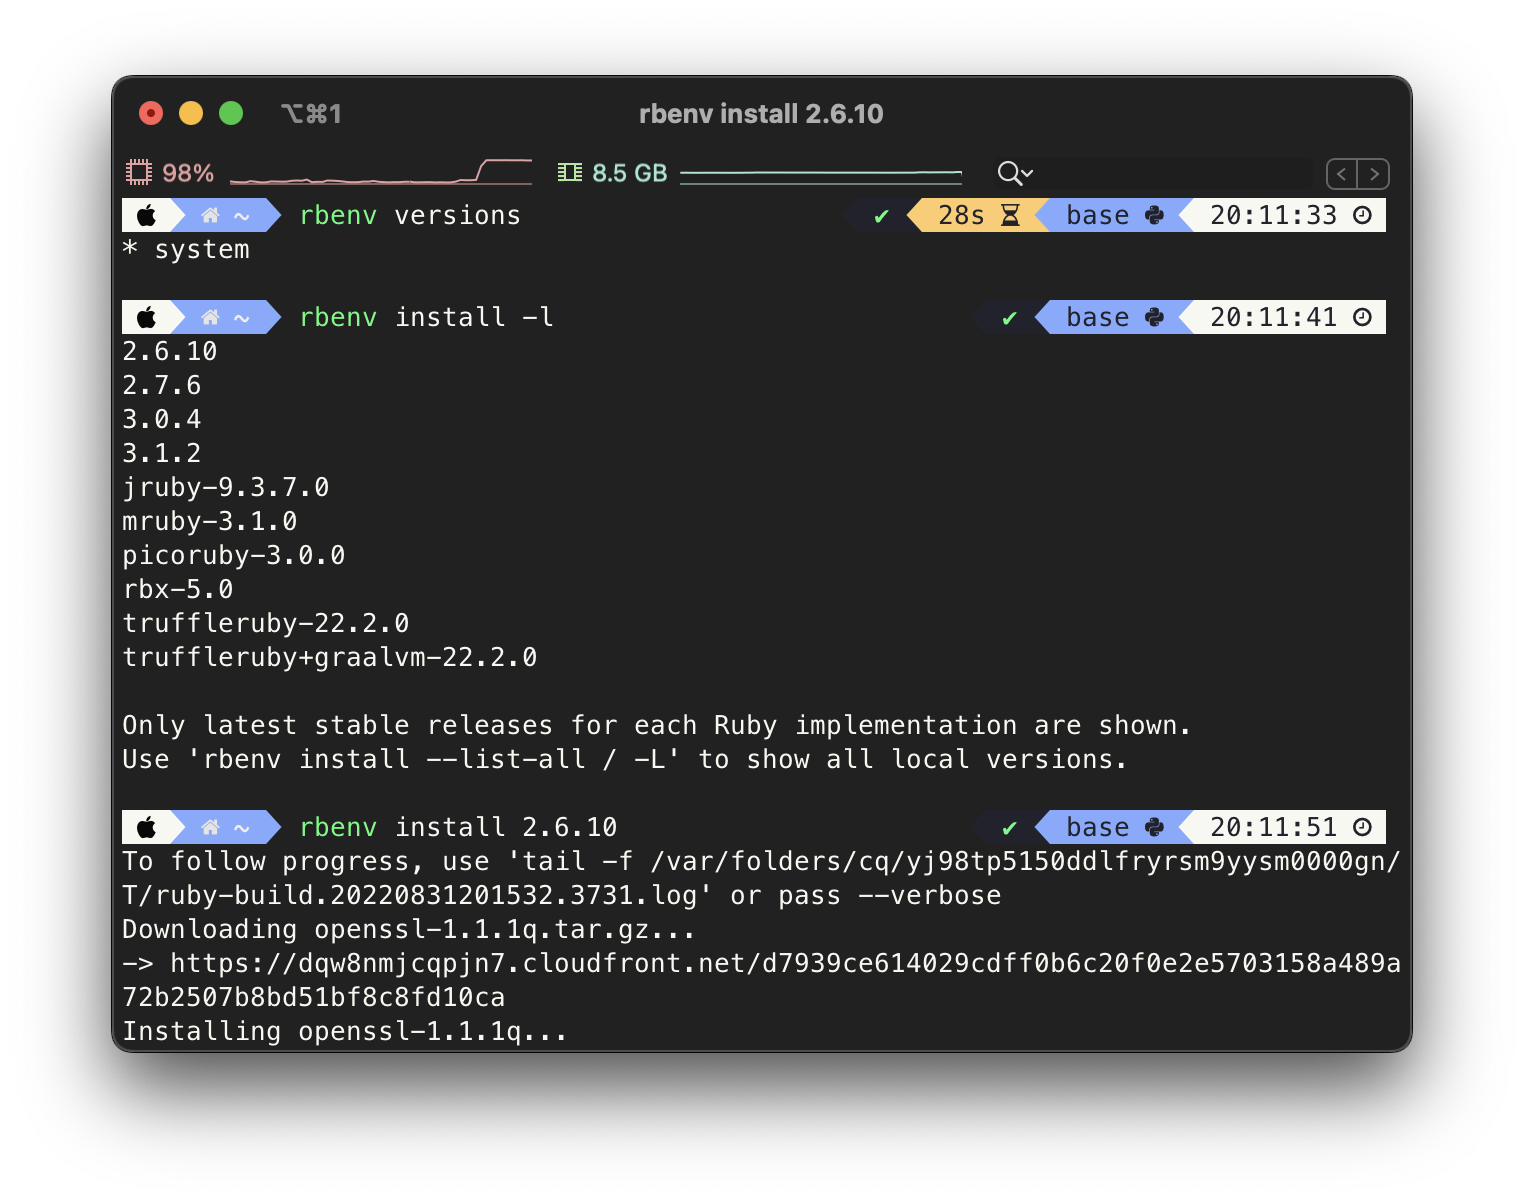 ⌥⌘1 rbenv install 2.6.10
98% 8.5 GB
~ rbenv versions ✔ 28s base 20:11:33
* system
~ rbenv install -l ✔ base 20:11:41
2.6.10
2.7.6
3.0.4
3.1.2
jruby-9.3.7.0
mruby-3.1.0
picoruby-3.0.0
rbx-5.0
truffleruby-22.2.0
truffleruby+graalvm-22.2.0
Only latest stable releases for each Ruby implementation are shown.
Use 'rbenv install --list-all / -L' to show all local versions.
~ rbenv install 2.6.10 ✔ base 20:11:51
To follow progress, use 'tail -f /var/folders/cq/yj98tp5150ddlfryrsm9yysm0000gn/
T/ruby-build.20220831201532.3731.log' or pass --verbose
Downloading openssl-1.1.1q.tar.gz...
-> https://dqw8nmjcqpjn7.cloudfront.net/d7939ce614029cdff0b6c20f0e2e5703158a489a
72b2507b8bd51bf8c8fd10ca
Installing openssl-1.1.1q...